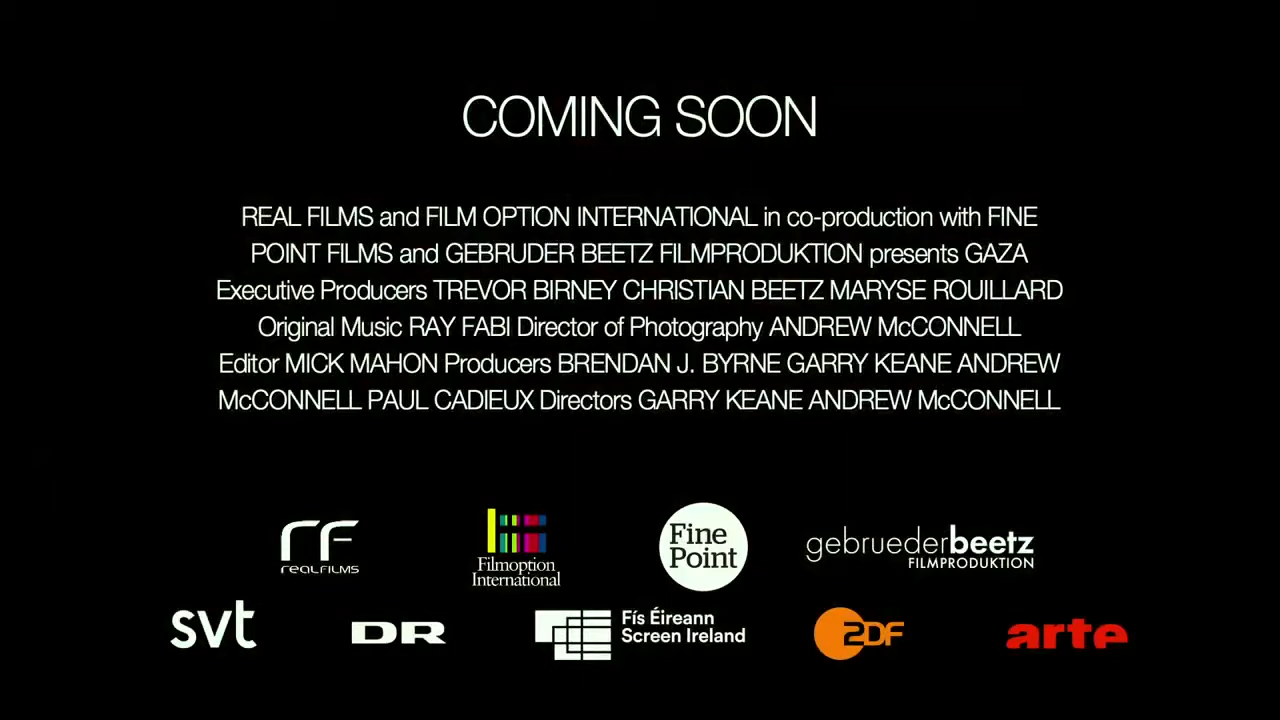 COMING SOON
REAL FILMS and FILM OPTION INTERNATIONAL in co-production with FINE
POINT FILMS and GEBRUDER BEETZ FILMPRODUKTION presents GAZA
Executive Producers TREVOR BIRNEY CHRISTIAN BEETZ MARYSE ROUILLARD
Original Music RAY FABI Director of Photography ANDREW McCONNELL
Editor MICK MAHON Producers BRENDAN J. BYRNE GARRY KEANE ANDREW
McCONNELL PAUL CADIEUX Directors GARRY KEANE ANDREW McCONNELL
rF
realFILMS
Filmoption
International
Fine
Point
gebruederbeetz
FILMPRODUKTION
svt
DR
Fís Éireann
Screen Ireland
2DF
arte